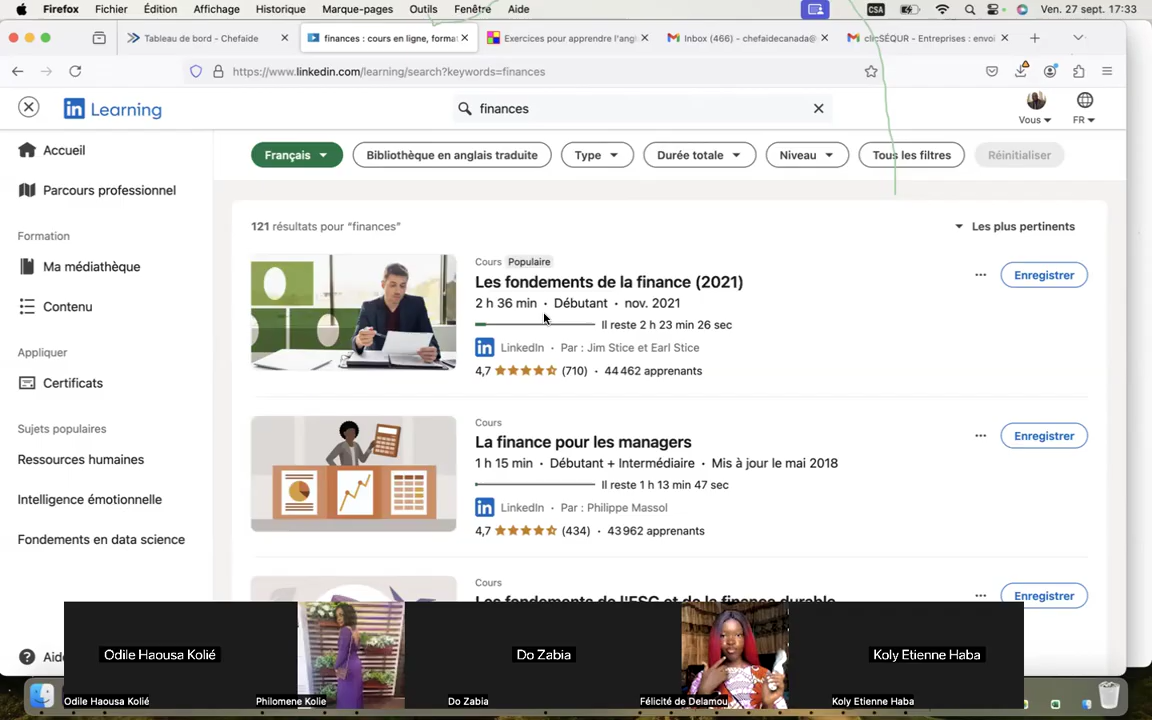 Firefox Fichier Édition Affichage Historique Marque-pages Outils Fenêtre Aide CSA Ven. 27 sept. 17:33
Tableau de bord - Chefaide finances : cours en ligne, forma Exercices pour apprendre l'ang Inbox (466) - chefaidecanada@ clicSÉQUR - Entreprises : envoi
https://www.linkedin.com/learning/search?keywords=finances
in Learning finances Vous FR
Accueil
Parcours professionnel
Formation
Ma médiathèque
Contenu
Appliquer
Certificats
Sujets populaires
Ressources humaines
Intelligence émotionnelle
Fondements en data science
Français Bibliothèque en anglais traduite Type Durée totale Niveau Tous les filtres Réinitialiser
121 résultats pour “finances” Les plus pertinents
Cours Populaire
Les fondements de la finance (2021) ... Enregistrer
2 h 36 min · Débutant · nov. 2021
Il reste 2 h 23 min 26 sec
in LinkedIn · Par : Jim Stice et Earl Stice
4,7 (710) · 44 462 apprenants
Cours
La finance pour les managers ... Enregistrer
1 h 15 min · Débutant + Intermédiaire · Mis à jour le mai 2018
Il reste 1 h 13 min 47 sec
in LinkedIn · Par : Philippe Massol
4,7 (434) · 43 962 apprenants
Cours
Les fondements de l'ESG et de la finance durable ... Enregistrer
Odile Haousa Kolié Do Zabia Koly Etienne Haba
Odile Haousa Kolié Philomene Kolie Do Zabia Félicité de Delamou Koly Etienne Haba